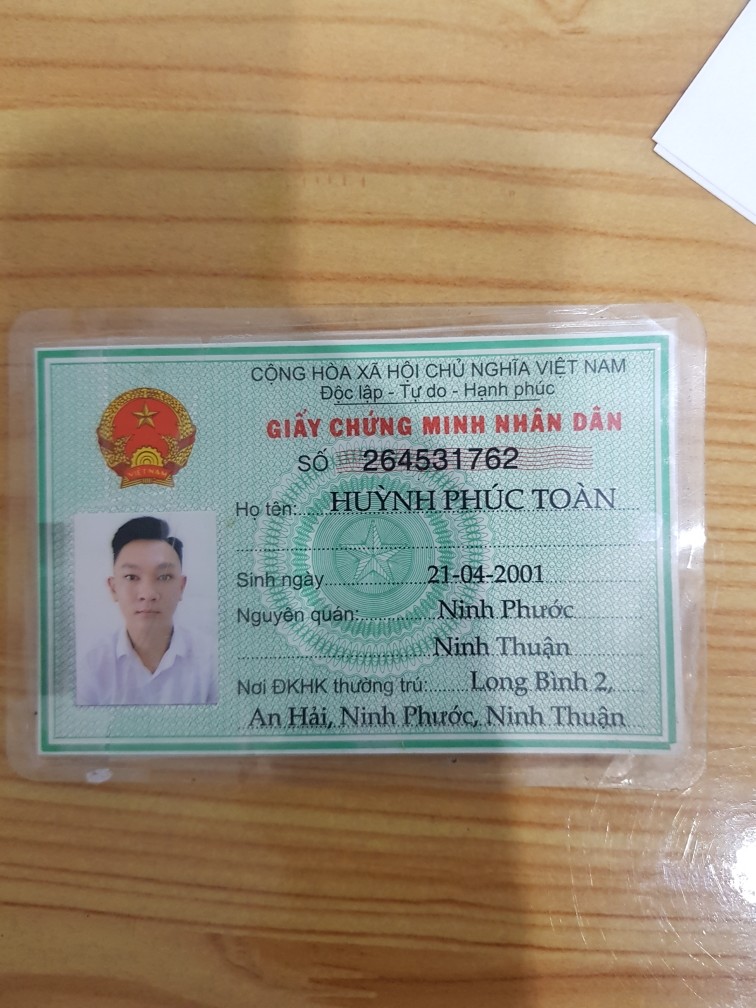 CỘNG HÒA XÃ HỘI CHỦ NGHĨA VIỆT NAM
Độc lập - Tự do - Hạnh phúc
GIẤY CHỨNG MINH NHÂN DÂN
SỐ 264531762
Họ tên: HUỲNH PHÚC TOÀN
Sinh ngày 21-04-2001
Nguyên quán: Ninh Phước
Ninh Thuận
Nơi ĐKHK thường trú: Long Bình 2,
An Hải, Ninh Phước, Ninh Thuận
VIỆT NAM